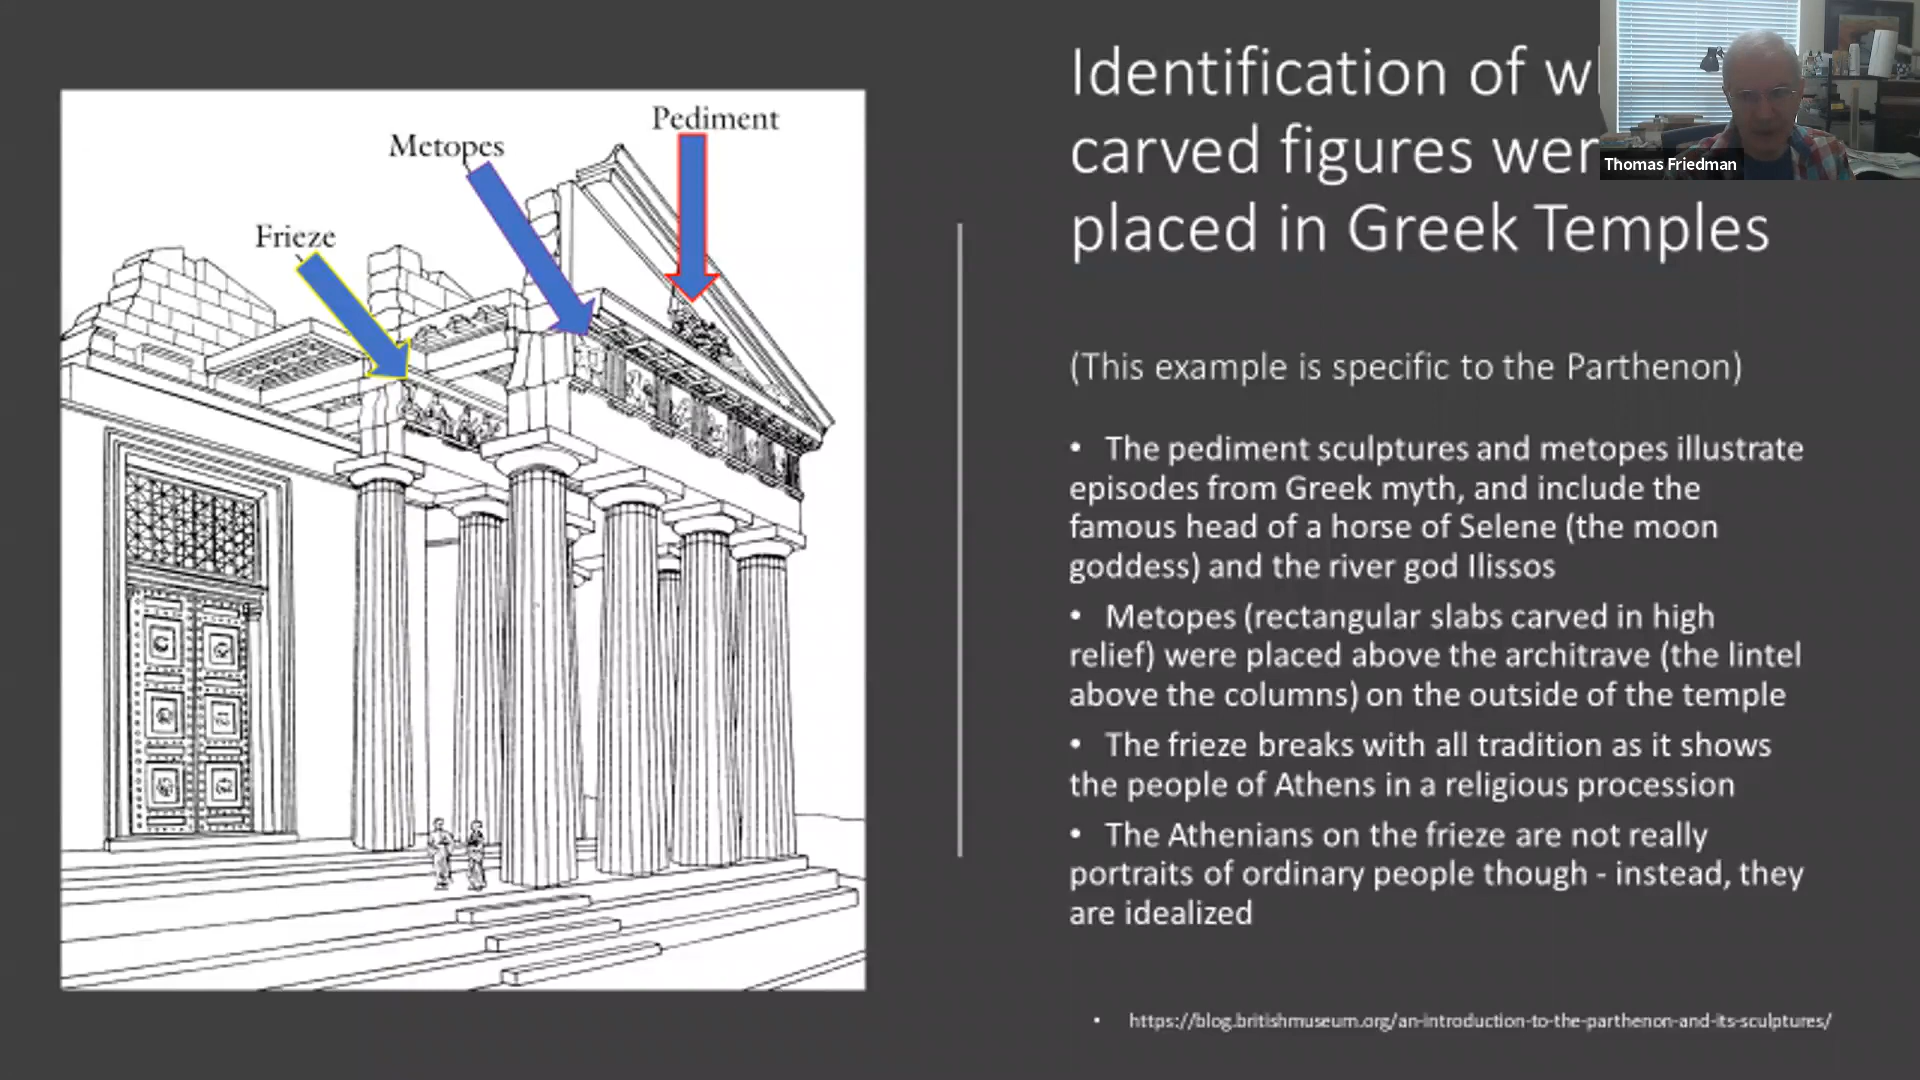 Pediment
Metopes
Frieze
Identification of
carved figures
placed in Greek Temples
Thomas Friedman
(This example is specific to the Parthenon)
• The pediment sculptures and metopes illustrate
episodes from Greek myth, and include the
famous head of a horse of Selene (the moon
goddess) and the river god Ilissos
• Metopes (rectangular slabs carved in high
relief) were placed above the architrave (the lintel
above the columns) on the outside of the temple
• The frieze breaks with all tradition as it shows
the people of Athens in a religious procession
• The Athenians on the frieze are not really
portraits of ordinary people though - instead, they
are idealized
• https://blog.britishmuseum.org/an-introduction-to-the-parthenon-and-its-sculptures/